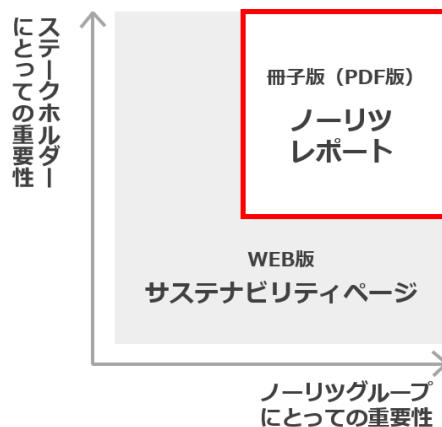 ステークホルダー
にとっての重要性
冊子版（PDF版）
ノーリツ
レポート
WEB版
サステナビリティページ
ノーリツグループ
にとっての重要性